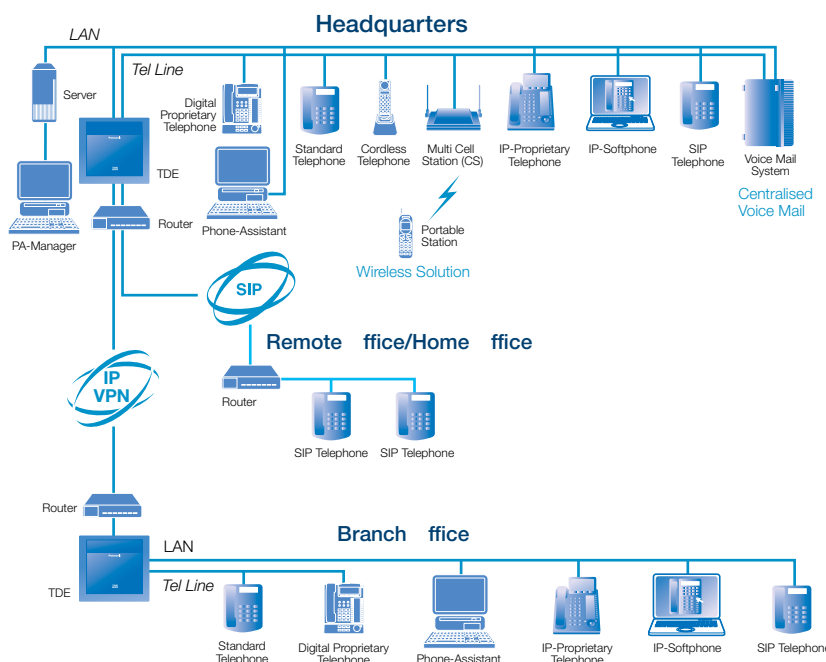 Headquarters
LAN
Tel Line
Server
Digital
Proprietary
Telephone
Standard
Telephone
Cordless
Telephone
Multi Cell
Station (CS)
IP-Proprietary
Telephone
IP-Softphone
SIP
Telephone
Voice Mail
System
Centralised
Voice Mail
TDE
PA-Manager
Router
Phone-Assistant
Portable
Station
Wireless Solution
SIP
Remote ffice/Home ffice
Router
SIP Telephone
SIP Telephone
IP
VPN
Router
Branch ffice
LAN
TDE
Tel Line
Standard
Telephone
Digital Proprietary
Telephone
Phone-Assistant
IP-Proprietary
Telephone
IP-Softphone
SIP Telephone